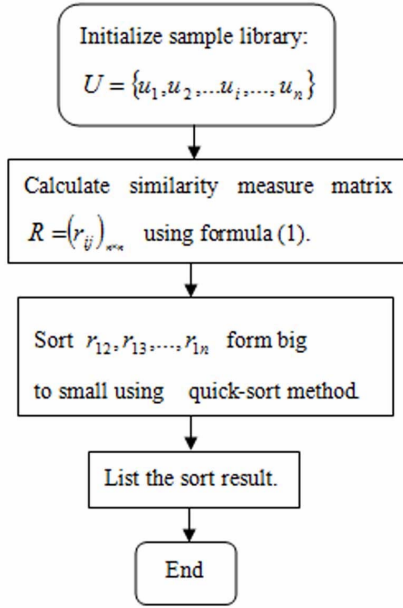 Initialize sample library:
U = {u₁,u₂,...uᵢ,...,uₙ}
Calculate similarity measure matrix
R =(rᵢⱼ)ₙ×ₙ using formula (1).
Sort r₁₂,r₁₃,...,r₁ₙ form big
to small using quick-sort method.
List the sort result.
End